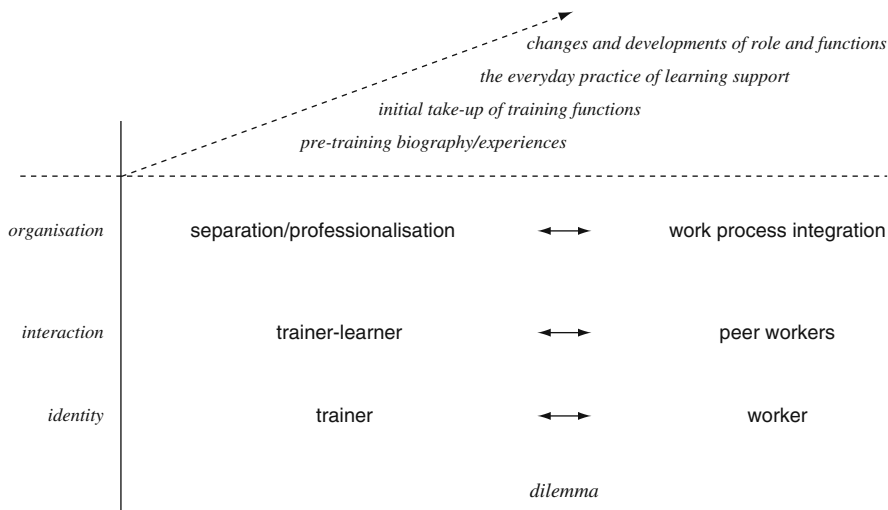 changes and developments of role and functions
the everyday practice of learning support
initial take-up of training functions
pre-training biography/experiences
organisation separation/professionalisation work process integration
interaction trainer-learner peer workers
identity trainer worker
dilemma